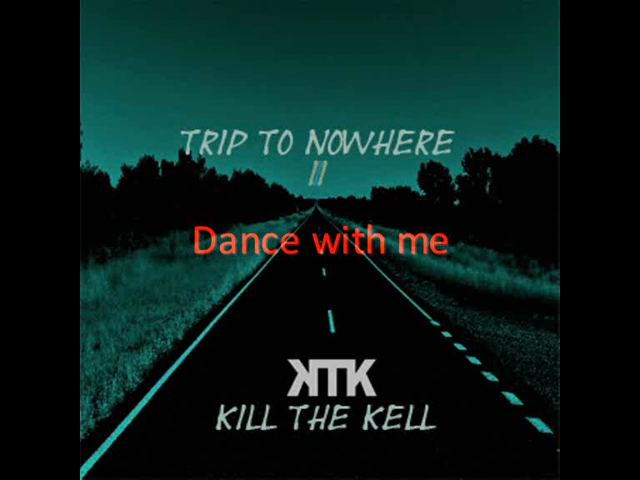 TRIP TO NOWHERE
II
Dance with me
KTK
KILL THE KELL